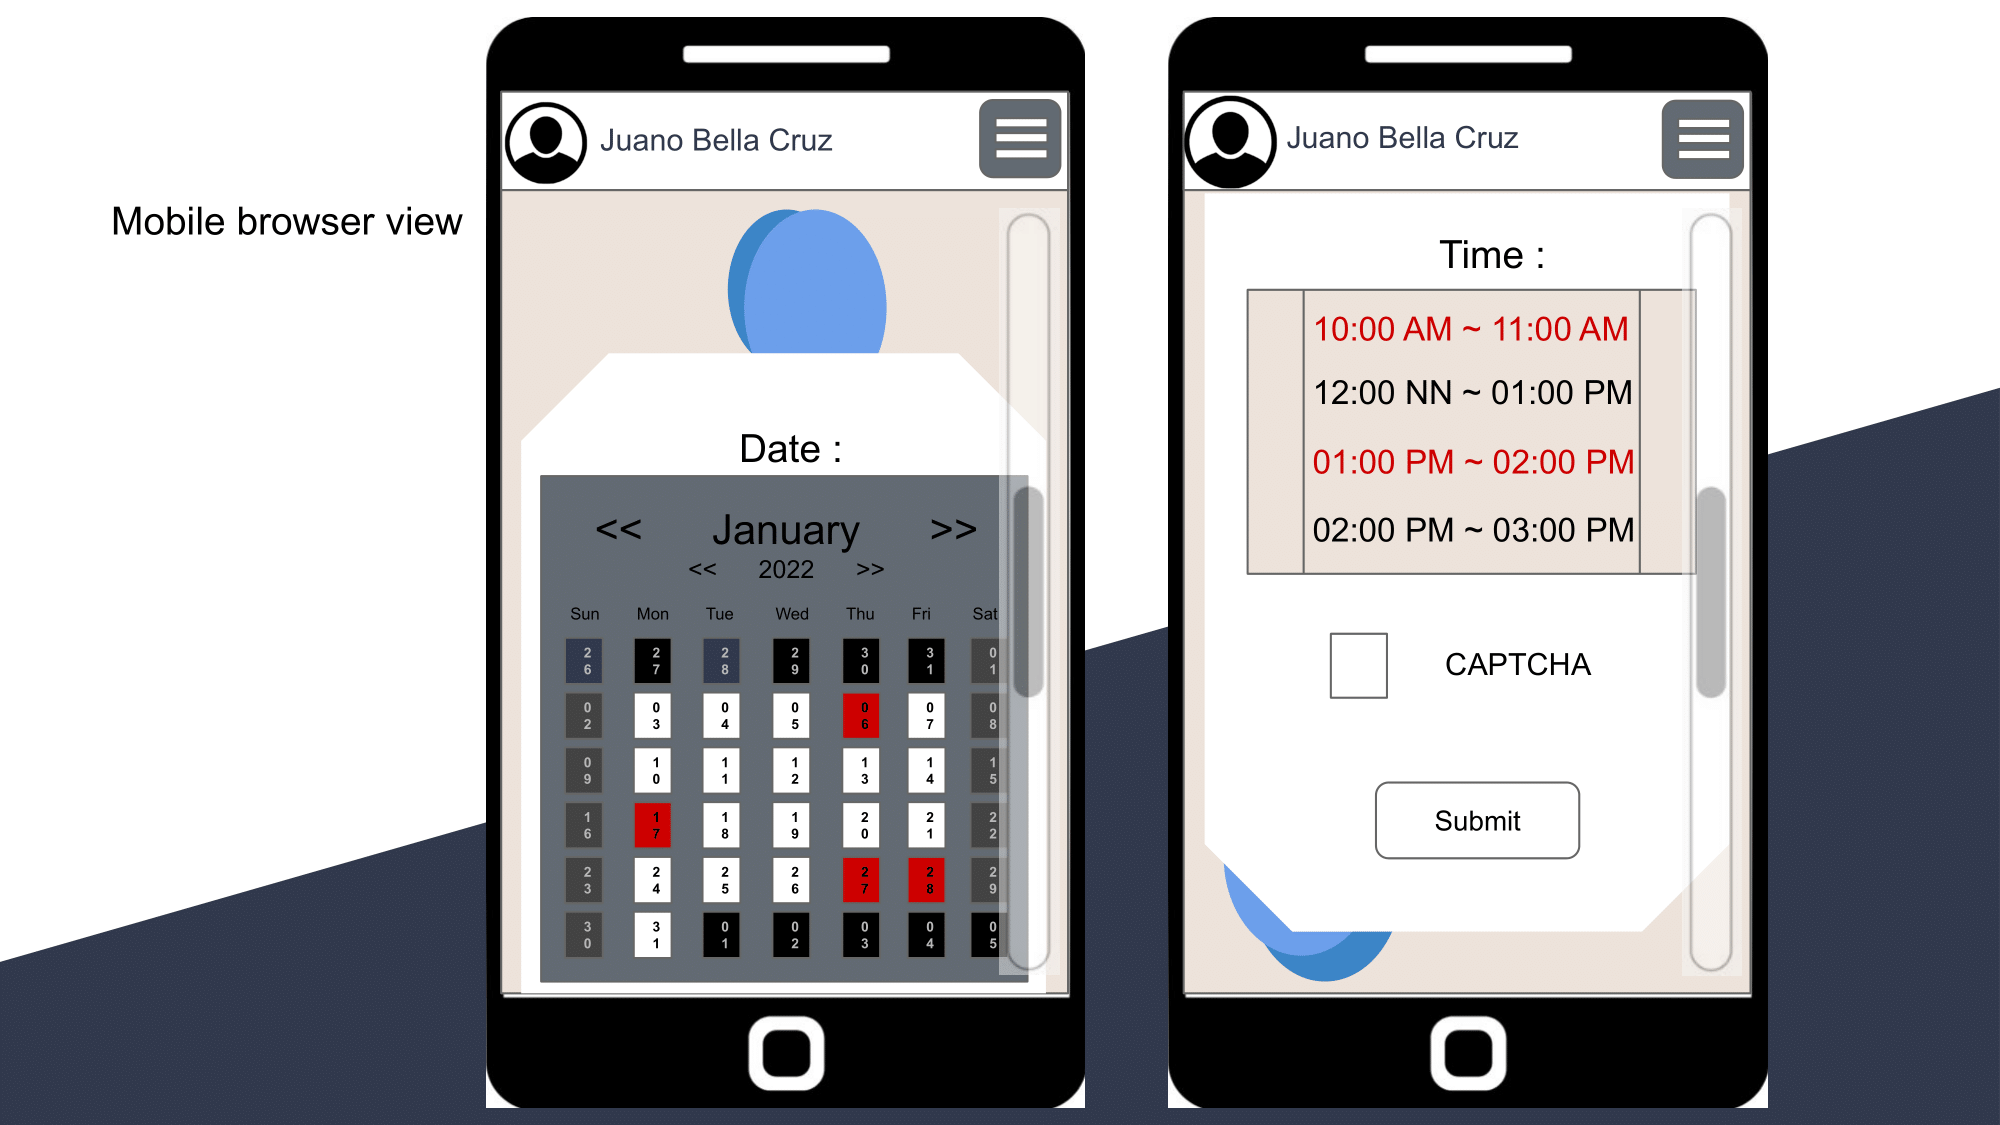 Mobile browser view
Juano Bella Cruz
Date :
<< January >>
<< 2022 >>
Sun Mon Tue Wed Thu Fri Sat
26 27 28 29 30 31 01
02 03 04 05 06 07 08
09 10 11 12 13 14 15
16 17 18 19 20 21 22
23 24 25 26 27 28 29
30 31 01 02 03 04 05
Juano Bella Cruz
Time :
10:00 AM ~ 11:00 AM
12:00 NN ~ 01:00 PM
01:00 PM ~ 02:00 PM
02:00 PM ~ 03:00 PM
CAPTCHA
Submit